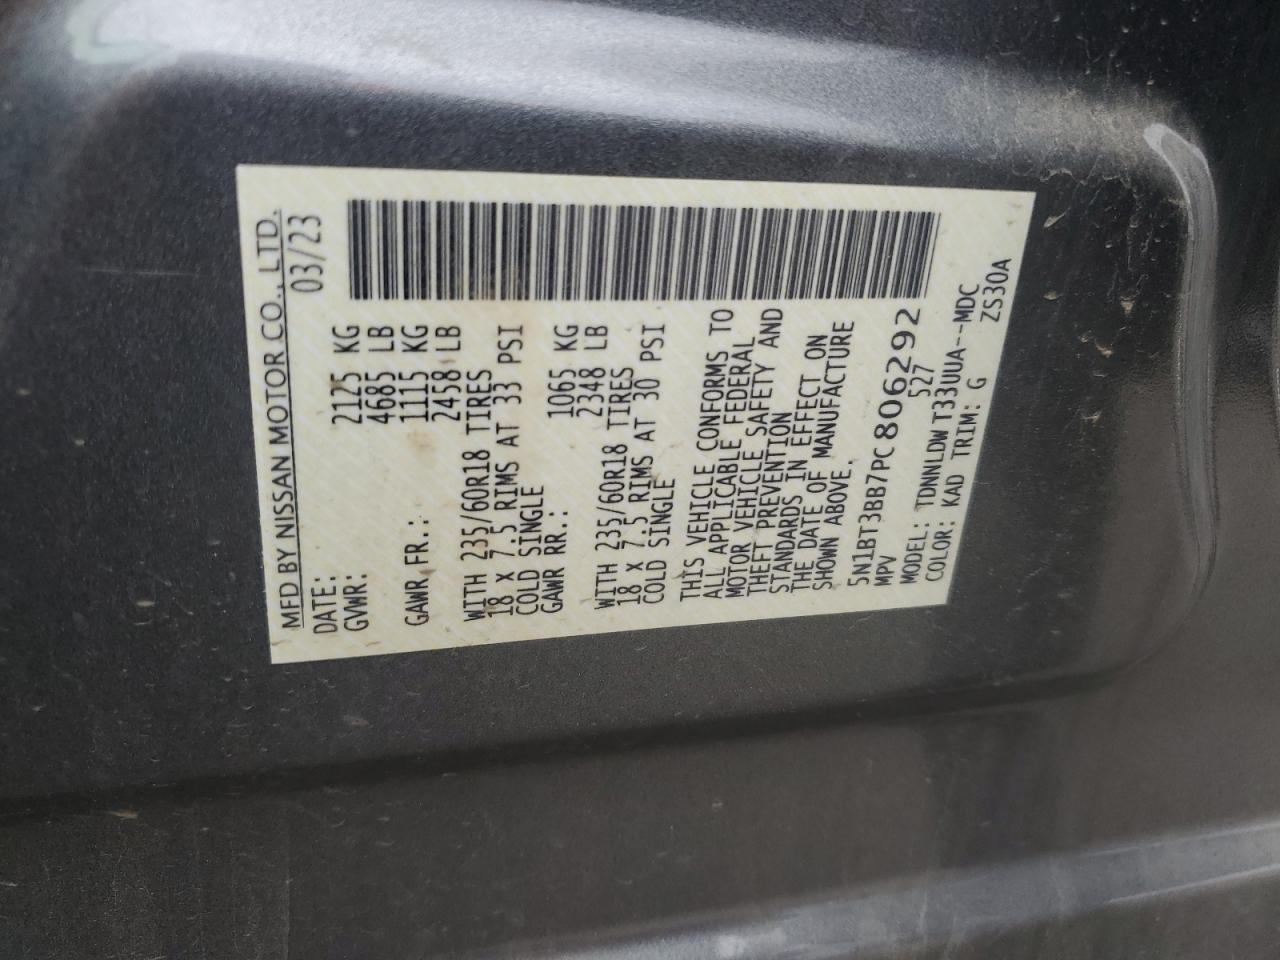 MFD BY NISSAN MOTOR CO., LTD.
DATE: 03/23
GVWR: 2125 KG
4685 LB
GAWR FR.: 1115 KG
2458 LB
WITH 235/60R18 TIRES
18 X 7.5 RIMS AT 33 PSI
COLD SINGLE
GAWR RR.: 1065 KG
2348 LB
WITH 235/60R18 TIRES
18 X 7.5 RIMS AT 30 PSI
COLD SINGLE
THIS VEHICLE CONFORMS TO
ALL APPLICABLE FEDERAL
MOTOR VEHICLE SAFETY AND
THEFT PREVENTION
STANDARDS IN EFFECT ON
THE DATE OF MANUFACTURE
SHOWN ABOVE.
5N1BT3BB7PC806292
MPV 527
MODEL: TDNNLDWT33UUA--MDC
COLOR: KAD TRIM: G ZS30A